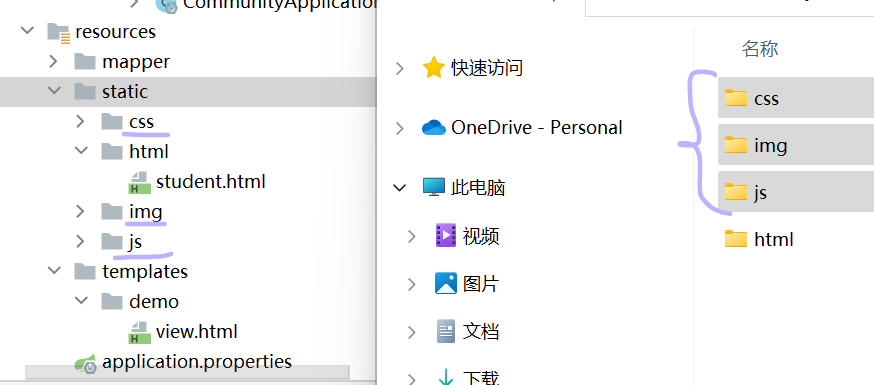 CommunityApplication
resources
mapper
static
css
html
student.html
img
js
templates
demo
view.html
application.properties
快速访问
OneDrive - Personal
此电脑
视频
图片
文档
下载
名称
css
img
js
html